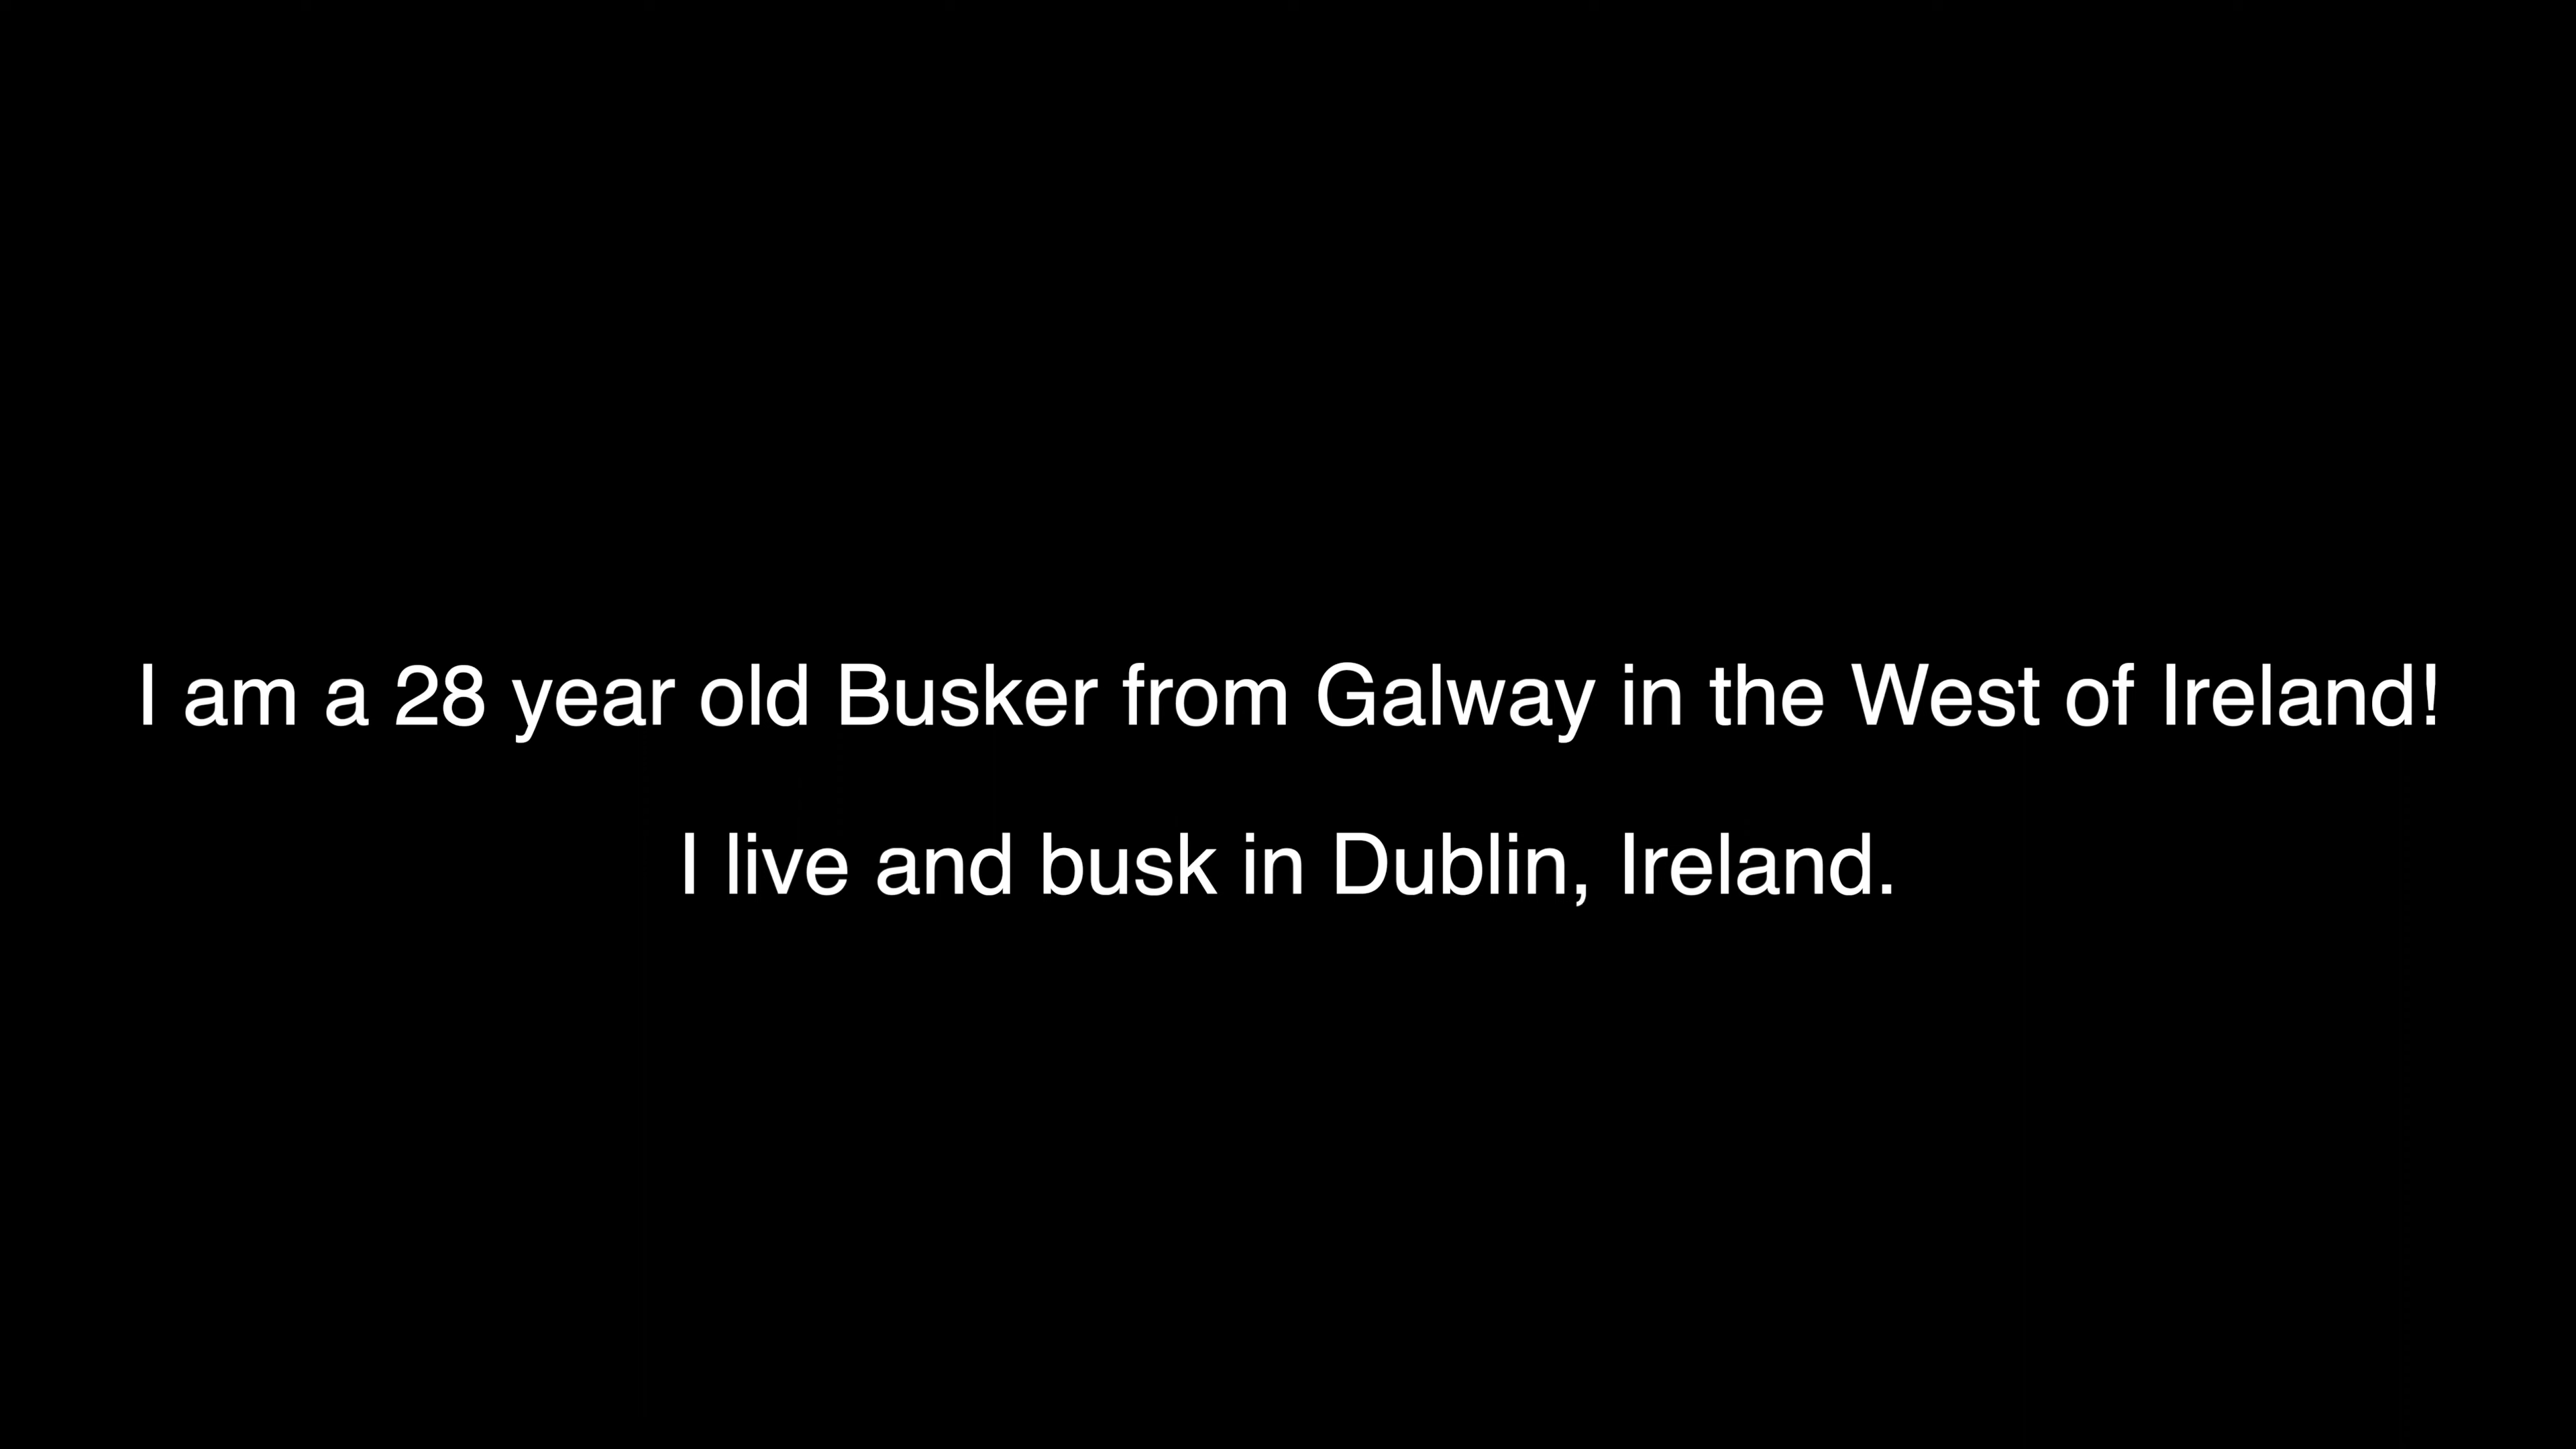 I am a 28 year old Busker from Galway in the West of Ireland!
I live and busk in Dublin, Ireland.